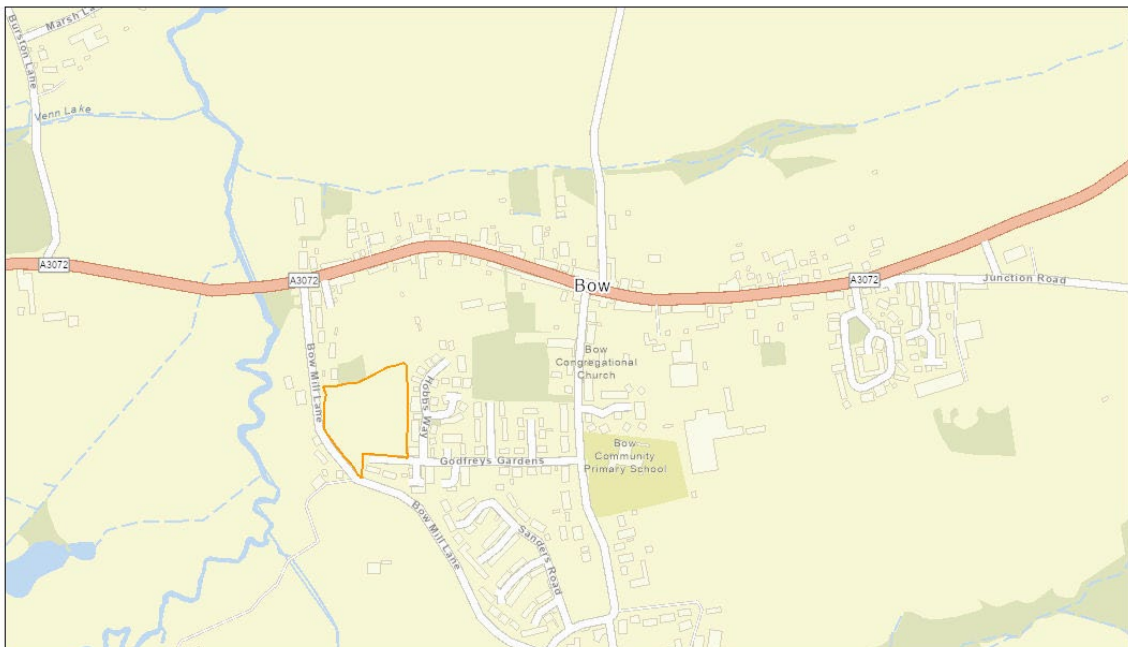 Marsh La
Burston Lane
Venn Lake
A3072
A3072
Bow
A3072
Junction Road
Bow Mill Lane
Hobbs Way
Bow
Congregational
Church
Godfreys Gardens
Bow
Community
Primary School
Bow Mill Lane
Sanders Road